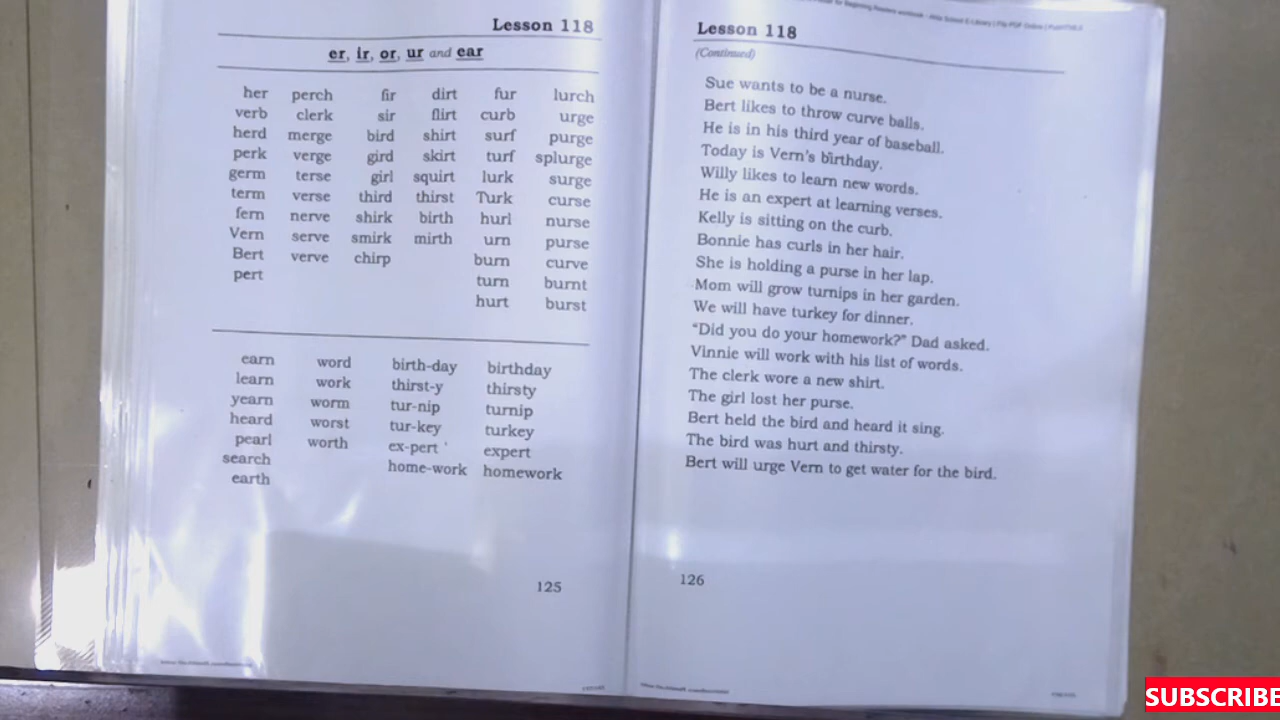 Lesson 118
er, ir, or, ur and ear
her perch fir dirt fur lurch
verb clerk sir flirt curb urge
herd merge bird shirt surf purge
perk verge gird skirt turf splurge
germ terse girl squirt lurk surge
term verse third thirst Turk curse
fern nerve shirk birth hurl nurse
Vern serve smirk mirth urn purse
Bert verve chirp burn curve
pert turn burnt
hurt burst
earn word birth-day birthday
learn work thirst-y thirsty
yearn worm tur-nip turnip
heard worst tur-key turkey
pearl worth ex-pert expert
search home-work homework
earth
125
Lesson 118
(Continued)
Sue wants to be a nurse.
Bert likes to throw curve balls.
He is in his third year of baseball.
Today is Vern's birthday.
Willy likes to learn new words.
He is an expert at learning verses.
Kelly is sitting on the curb.
Bonnie has curls in her hair.
She is holding a purse in her lap.
Mom will grow turnips in her garden.
We will have turkey for dinner.
"Did you do your homework?" Dad asked.
Vinnie will work with his list of words.
The clerk wore a new shirt.
The girl lost her purse.
Bert held the bird and heard it sing.
The bird was hurt and thirsty.
Bert will urge Vern to get water for the bird.
126
SUBSCRIBE